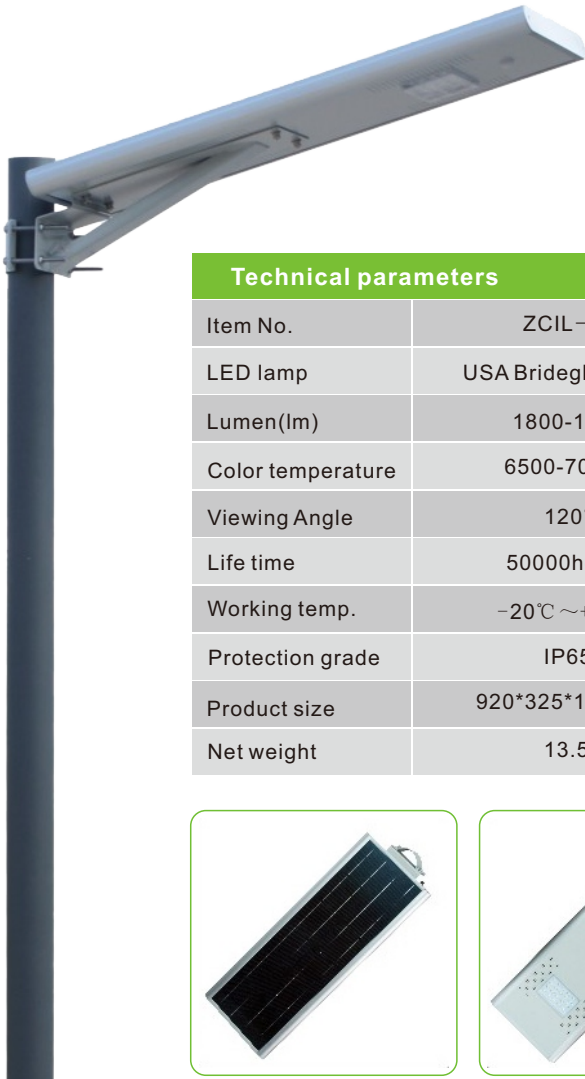 Technical parameters
Item No. ZCIL-
LED lamp USA Bridegl
Lumen(lm) 1800-1
Color temperature 6500-70
Viewing Angle 120
Life time 50000h
Working temp. -20℃ ~+
Protection grade IP65
Product size 920*325*1
Net weight 13.5